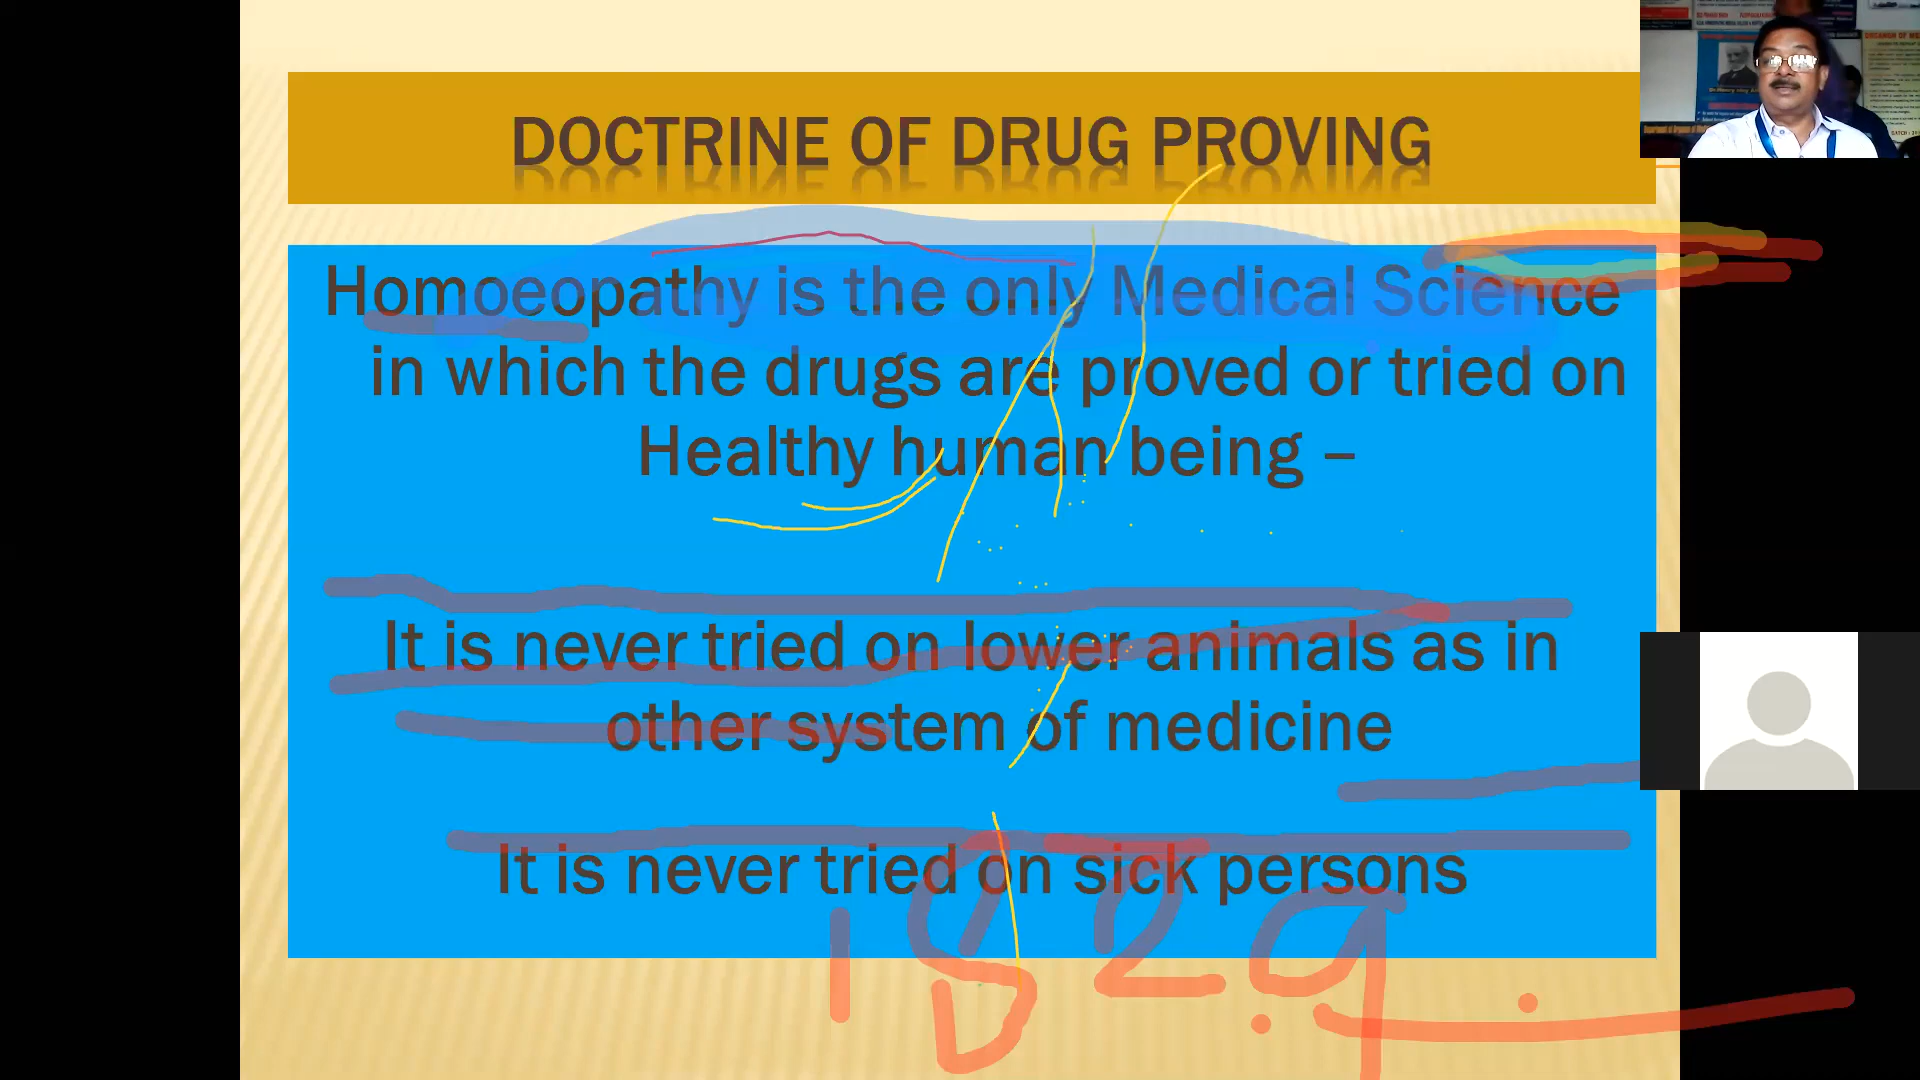 DOCTRINE OF DRUG PROVING
Homoeopathy is the only Medical Science
in which the drugs are proved or tried on
Healthy human being –
It is never tried on lower animals as in
other system of medicine
It is never tried on sick persons
1829